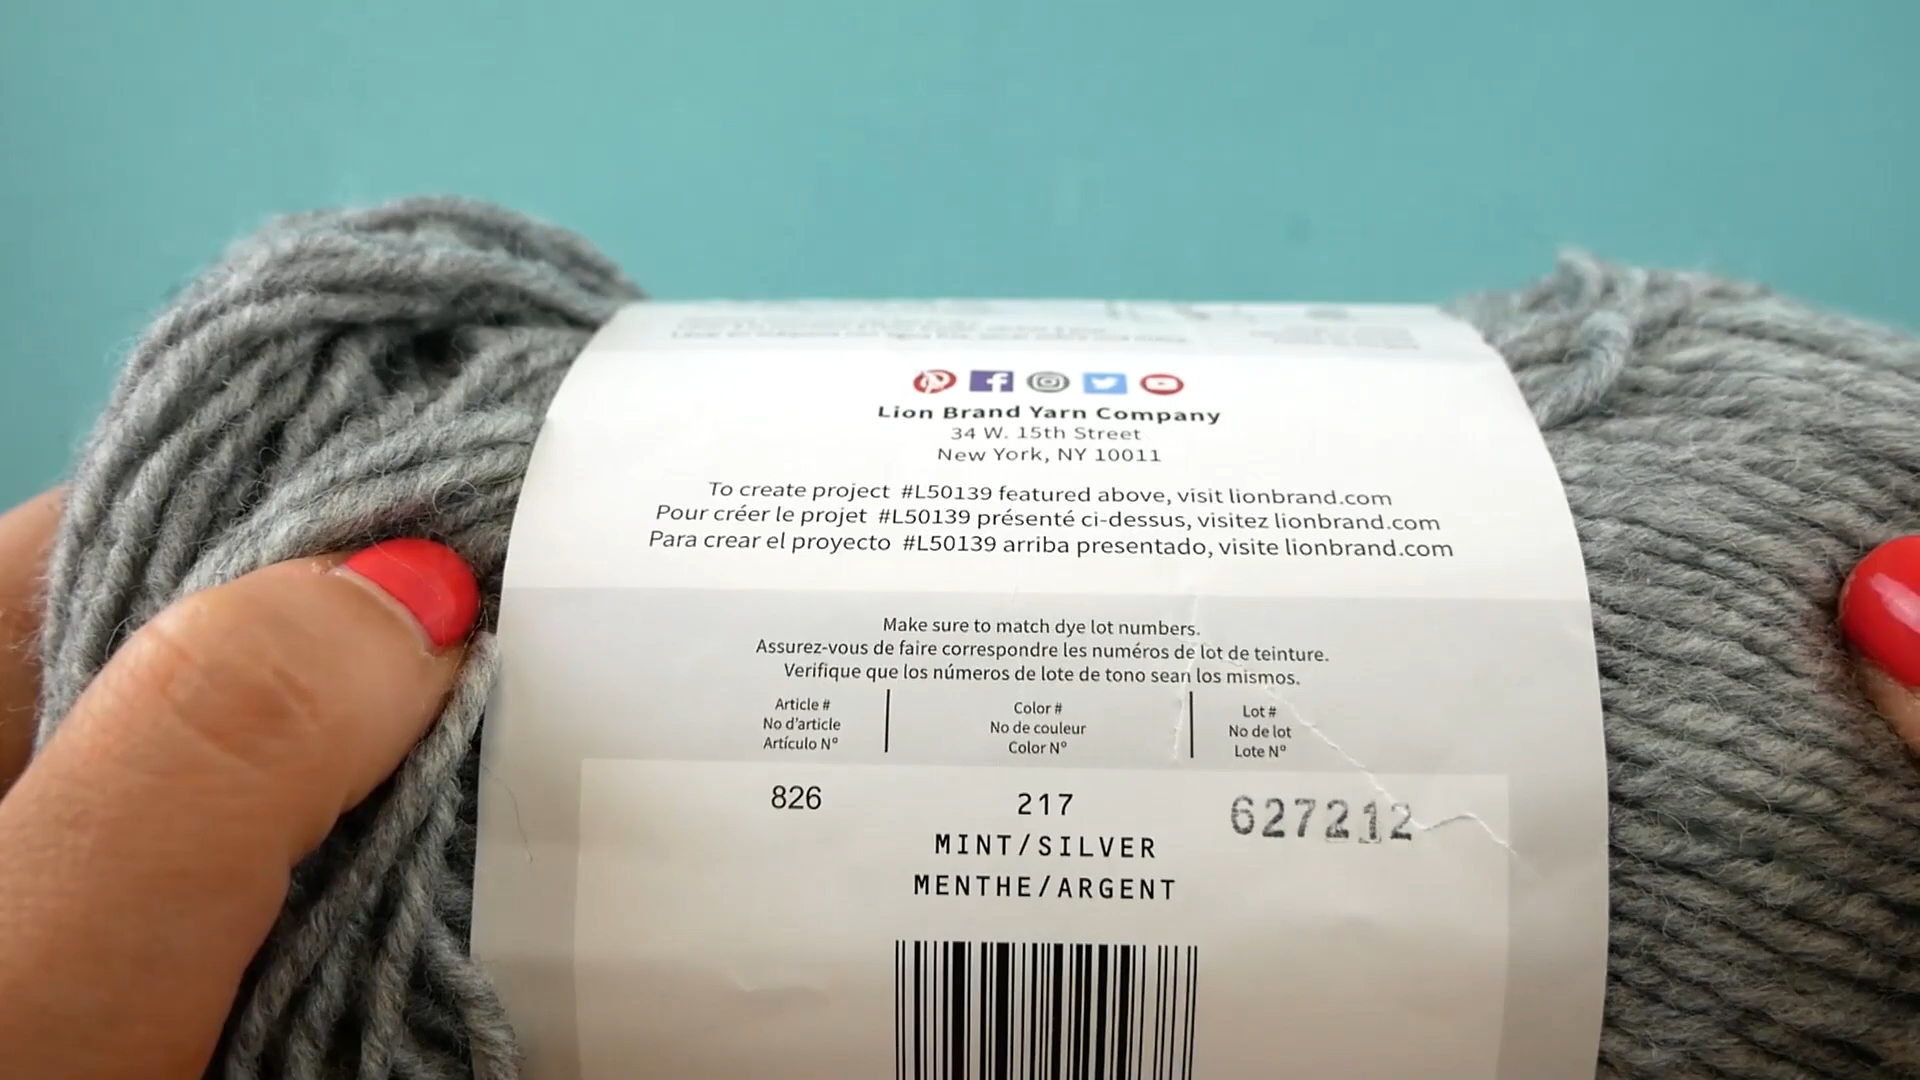 Lion Brand Yarn Company
34 W. 15th Street
New York, NY 10011
To create project #L50139 featured above, visit lionbrand.com
Pour créer le projet #L50139 présenté ci-dessus, visitez lionbrand.com
Para crear el proyecto #L50139 arriba presentado, visite lionbrand.com
Make sure to match dye lot numbers.
Assurez-vous de faire correspondre les numéros de lot de teinture.
Verifique que los números de lote de tono sean los mismos.
Article #
No d'article
Artículo Nº
Color #
No de couleur
Color Nº
Lot #
No de lot
Lote Nº
826
217
MINT/SILVER
MENTHE/ARGENT
627212